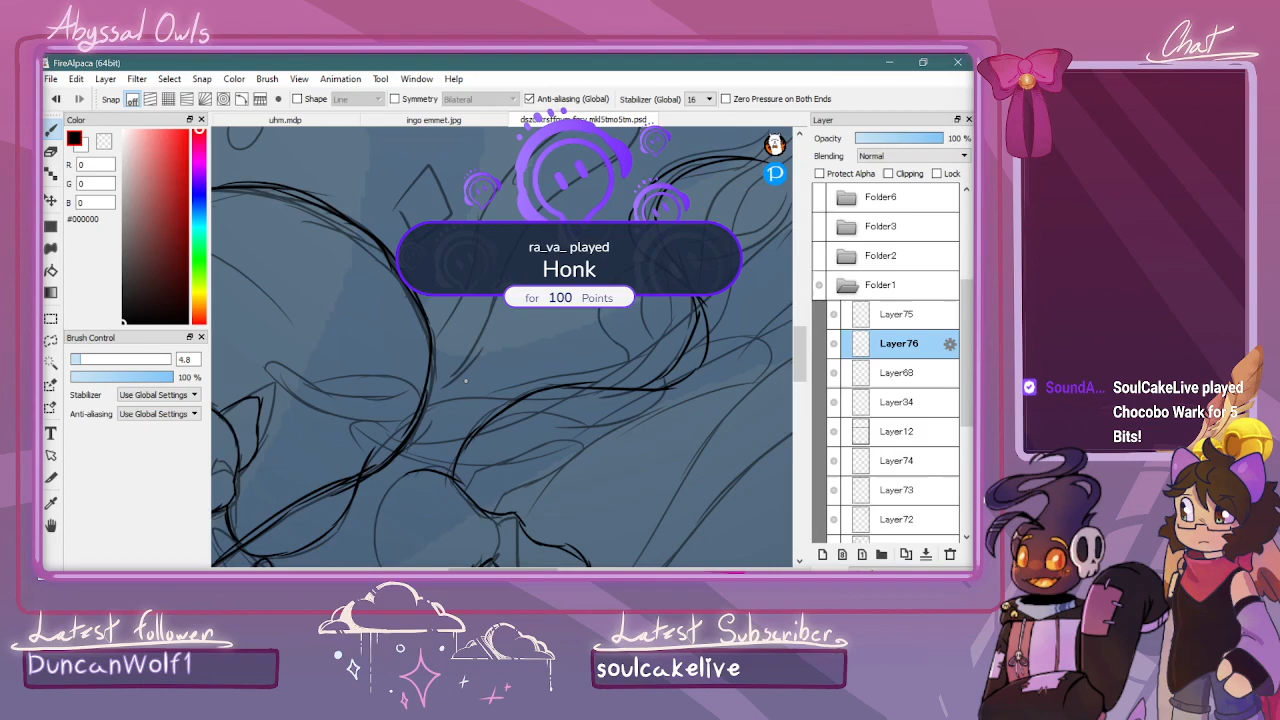 Abyssal Owls
Chat
FireAlpaca (64bit)
File Edit Layer Filter Select Snap Color Brush View Animation Tool Window Help
Snap off Shape Line Symmetry Bilateral Anti-aliasing (Global) Stabilizer (Global) 16 Zero Pressure on Both Ends
Color
uhm.mdp
ingo emmet.jpg
Layer
R 0
G 0
B 0
#000000
Opacity 100 %
Blending Normal
Protect Alpha Clipping Lock
Folder6
Folder3
Folder2
Folder1
Layer75
Layer76
Layer68
Layer34
Layer12
Layer74
Layer73
Layer72
ra_va_ played
Honk
for 100 Points
Brush Control
4.8
100 %
Stabilizer Use Global Settings
Anti-aliasing Use Global Settings
SoundA... SoulCakeLive played
Chocobo Wark for 5
Bits!
Latest follower
DuncanWolf1
Latest Subscriber
soulcakelive